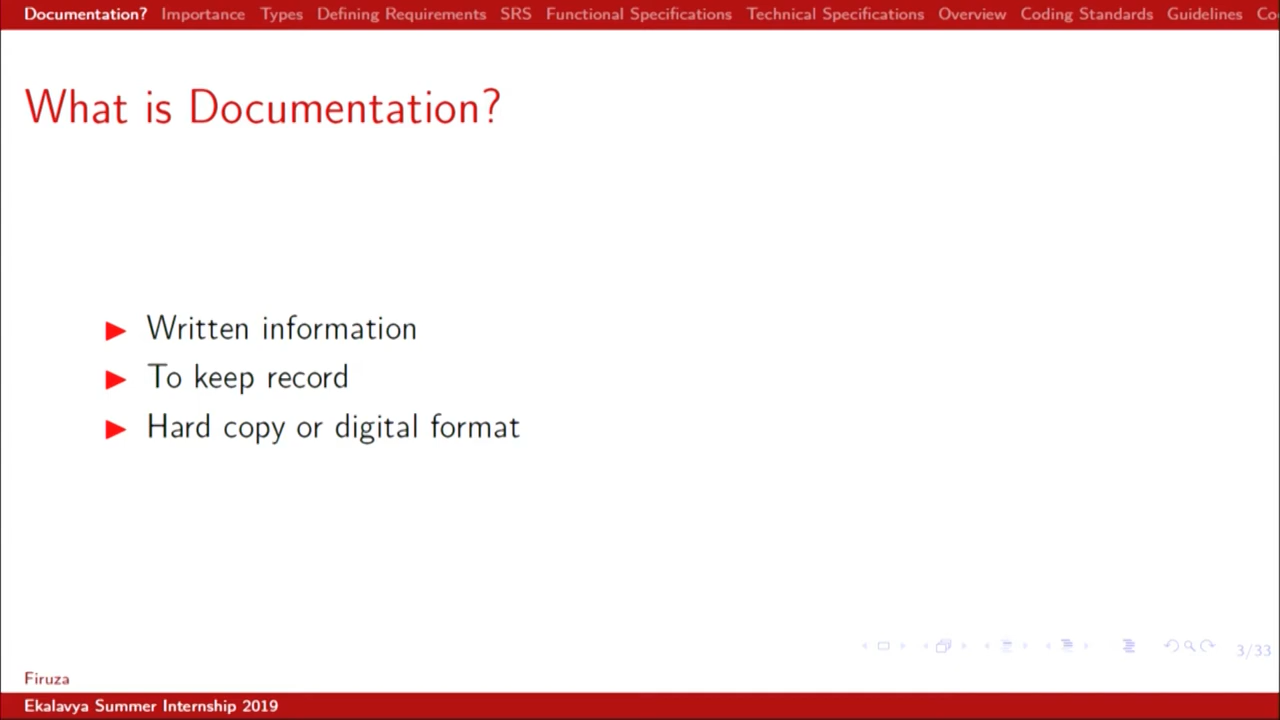 Documentation? Importance Types Defining Requirements SRS Functional Specifications Technical Specifications Overview Coding Standards Guidelines Co
What is Documentation?
Written information
To keep record
Hard copy or digital format
3/33
Firuza
Ekalavya Summer Internship 2019